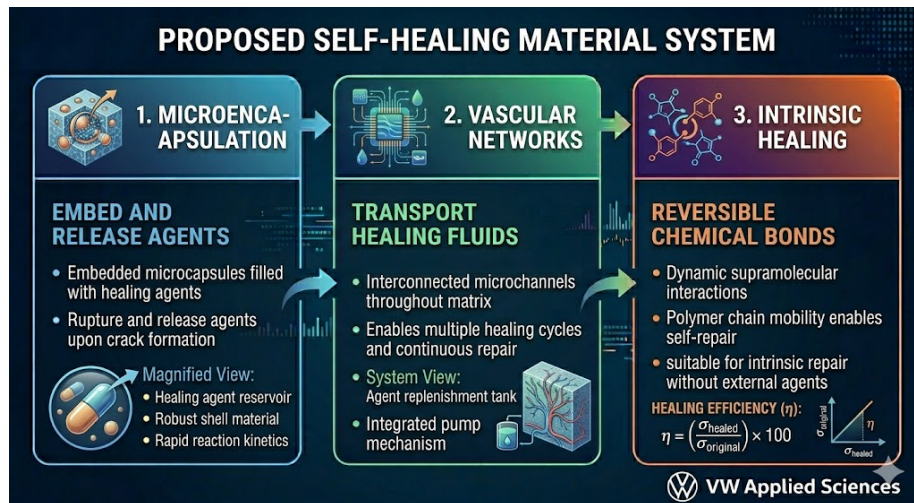 PROPOSED SELF-HEALING MATERIAL SYSTEM
1. MICROENCA-
APSULATION
EMBED AND
RELEASE AGENTS
• Embedded microcapsules filled
with healing agents
• Rupture and release agents
upon crack formation
Magnified View:
• Healing agent reservoir
• Robust shell material
• Rapid reaction kinetics
2. VASCULAR
NETWORKS
TRANSPORT
HEALING FLUIDS
• Interconnected microchannels
throughout matrix
• Enables multiple healing cycles
and continuous repair
• System View:
Agent replenishment tank
• Integrated pump
mechanism
3. INTRINSIC
HEALING
REVERSIBLE
CHEMICAL BONDS
• Dynamic supramolecular
interactions
• Polymer chain mobility enables
self-repair
• suitable for intrinsic repair
without external agents
HEALING EFFICIENCY (η):
η = (σhealed / σoriginal) × 100
σoriginal
η
σhealed
VW Applied Sciences